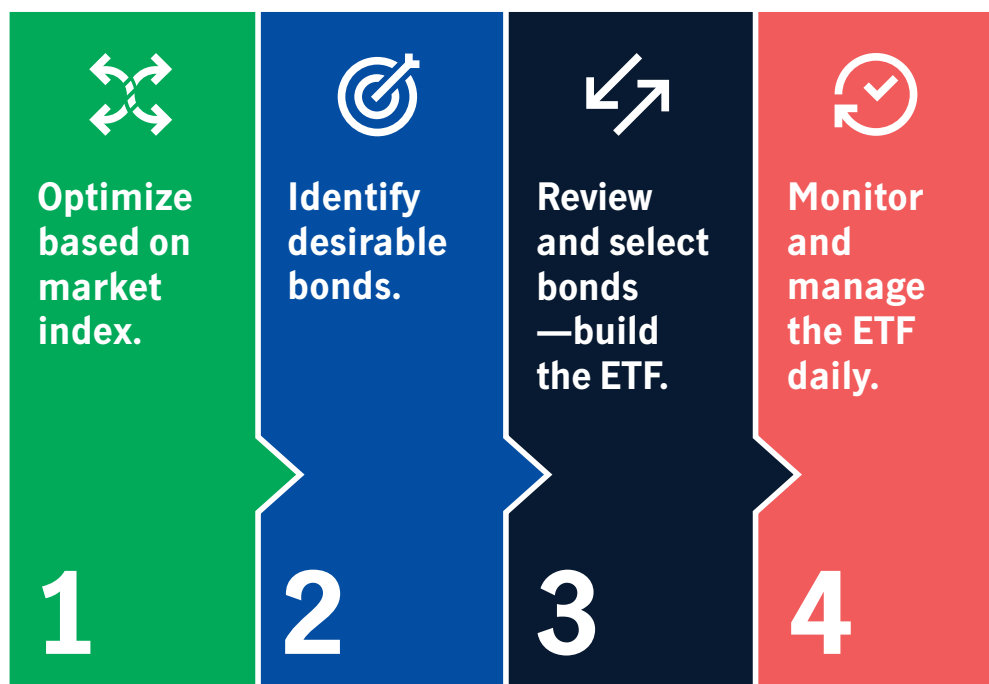 Optimize
based on
market
index.
1
Identify
desirable
bonds.
2
Review
and select
bonds
—build
the ETF.
3
Monitor
and
manage
the ETF
daily.
4